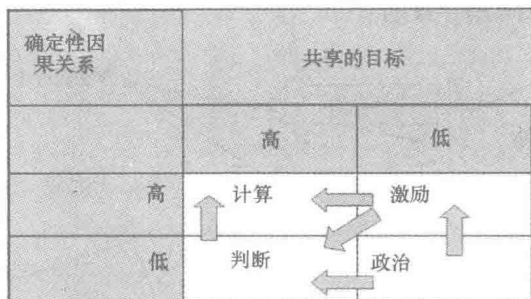 确定性因
果关系
共享的目标
高
低
高
计算
激励
低
判断
政治